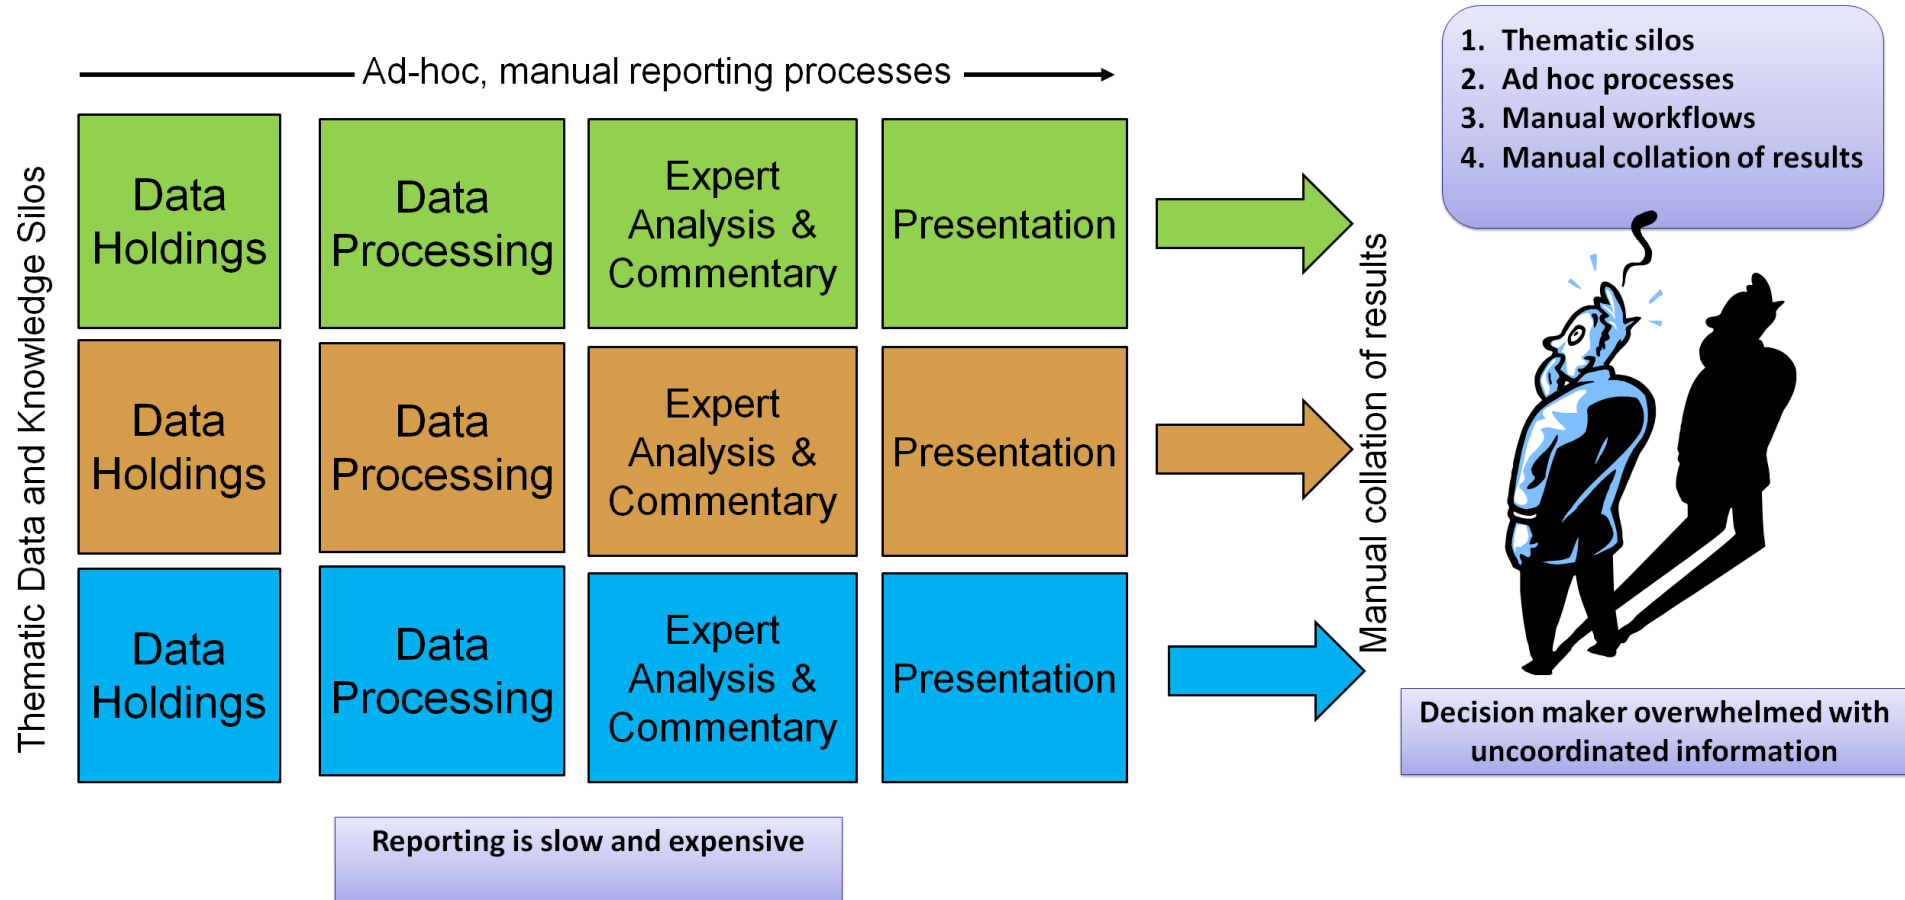 Ad-hoc, manual reporting processes
Thematic Data and Knowledge Silos
Data
Holdings
Data
Processing
Expert
Analysis &
Commentary
Presentation
Data
Holdings
Data
Processing
Expert
Analysis &
Commentary
Presentation
Data
Holdings
Data
Processing
Expert
Analysis &
Commentary
Presentation
Manual collation of results
1. Thematic silos
2. Ad hoc processes
3. Manual workflows
4. Manual collation of results
Decision maker overwhelmed with
uncoordinated information
Reporting is slow and expensive